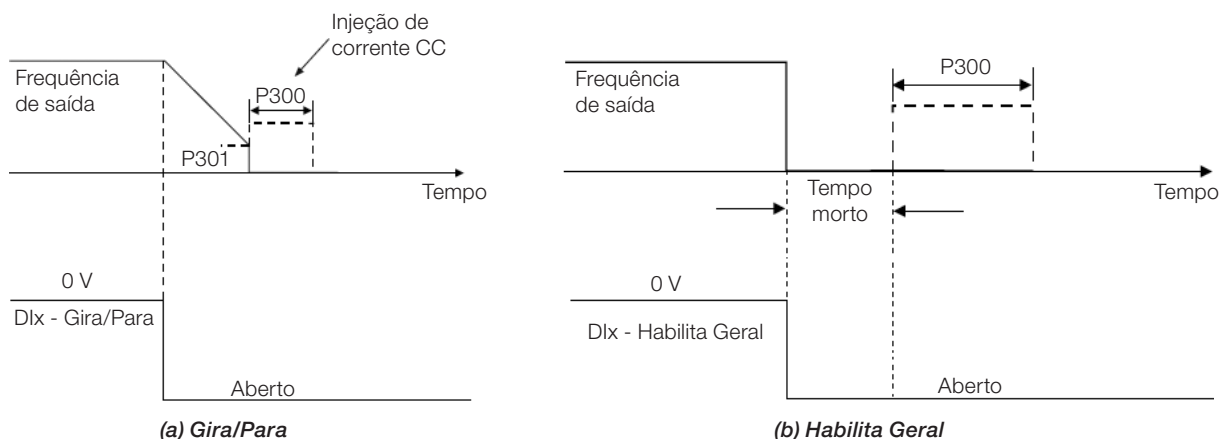 Injeção de
corrente CC
Frequência
de saída
P300
P301
Tempo
0 V
DIx - Gira/Para
Aberto
(a) Gira/Para
Frequência
de saída
P300
Tempo
morto
Tempo
0 V
DIx - Habilita Geral
Aberto
(b) Habilita Geral